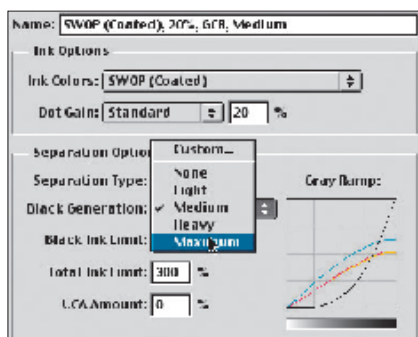 Name: SWOP (Coated), 20%, GCR, Medium
Ink Options
Ink Colors: SWOP (Coated)
Dot Gain: Standard 20 %
Separation Optio
Custom...
Separation Type:
None
Light
Gray Ramp:
Black Generation: ✓ Medium
Heavy
Black Ink Limit:
Maximum
Total Ink Limit: 300 %
UCA Amount: 0 %